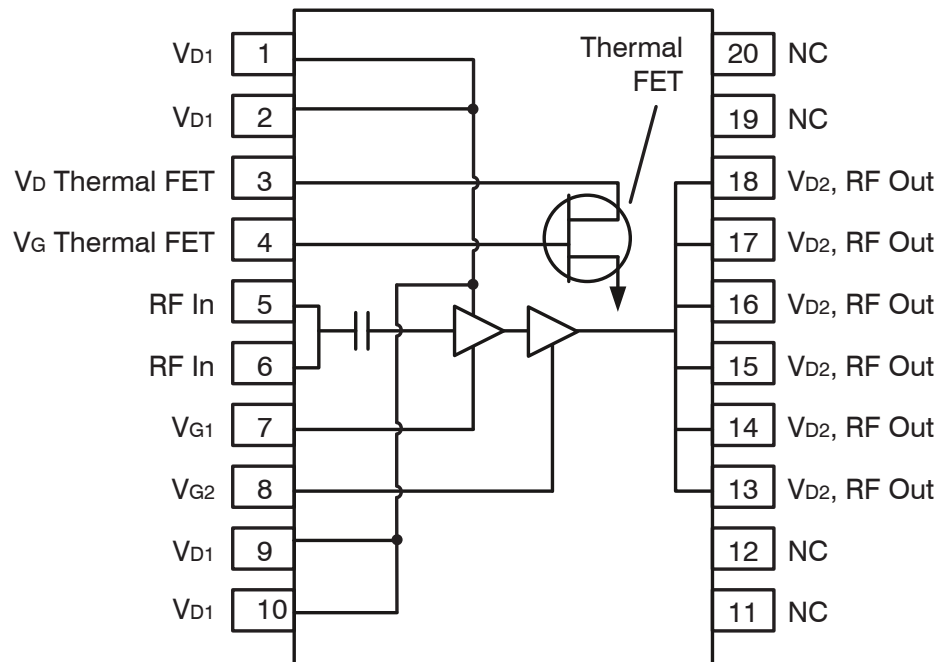 VD1 1
VD1 2
VD Thermal FET 3
VG Thermal FET 4
RF In 5
RF In 6
VG1 7
VG2 8
VD1 9
VD1 10
Thermal
FET
20 NC
19 NC
18 VD2, RF Out
17 VD2, RF Out
16 VD2, RF Out
15 VD2, RF Out
14 VD2, RF Out
13 VD2, RF Out
12 NC
11 NC